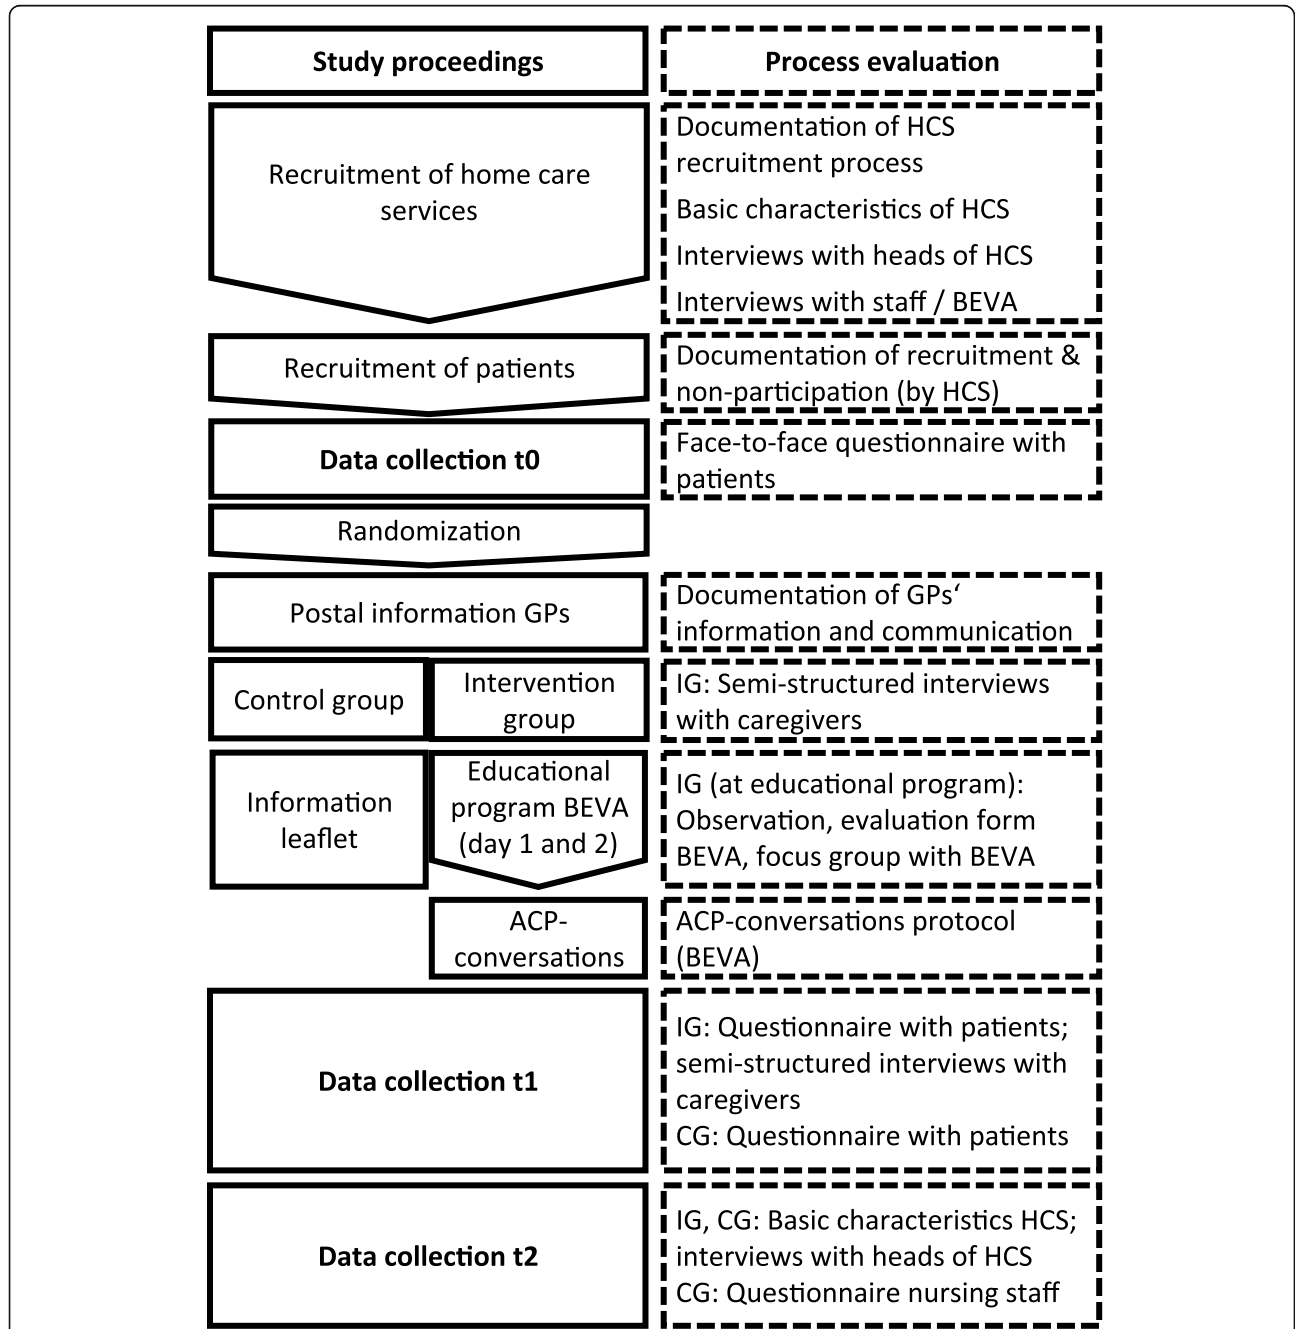 Study proceedings
Process evaluation
Recruitment of home care
services
Documentation of HCS
recruitment process
Basic characteristics of HCS
Interviews with heads of HCS
Interviews with staff / BEVA
Recruitment of patients
Documentation of recruitment &
non-participation (by HCS)
Data collection t0
Face-to-face questionnaire with
patients
Randomization
Postal information GPs
Documentation of GPs‘
information and communication
Control group
Intervention
group
IG: Semi-structured interviews
with caregivers
Information
leaflet
Educational
program BEVA
(day 1 and 2)
IG (at educational program):
Observation, evaluation form
BEVA, focus group with BEVA
ACP-
conversations
ACP-conversations protocol
(BEVA)
Data collection t1
IG: Questionnaire with patients;
semi-structured interviews with
caregivers
CG: Questionnaire with patients
Data collection t2
IG, CG: Basic characteristics HCS;
interviews with heads of HCS
CG: Questionnaire nursing staff